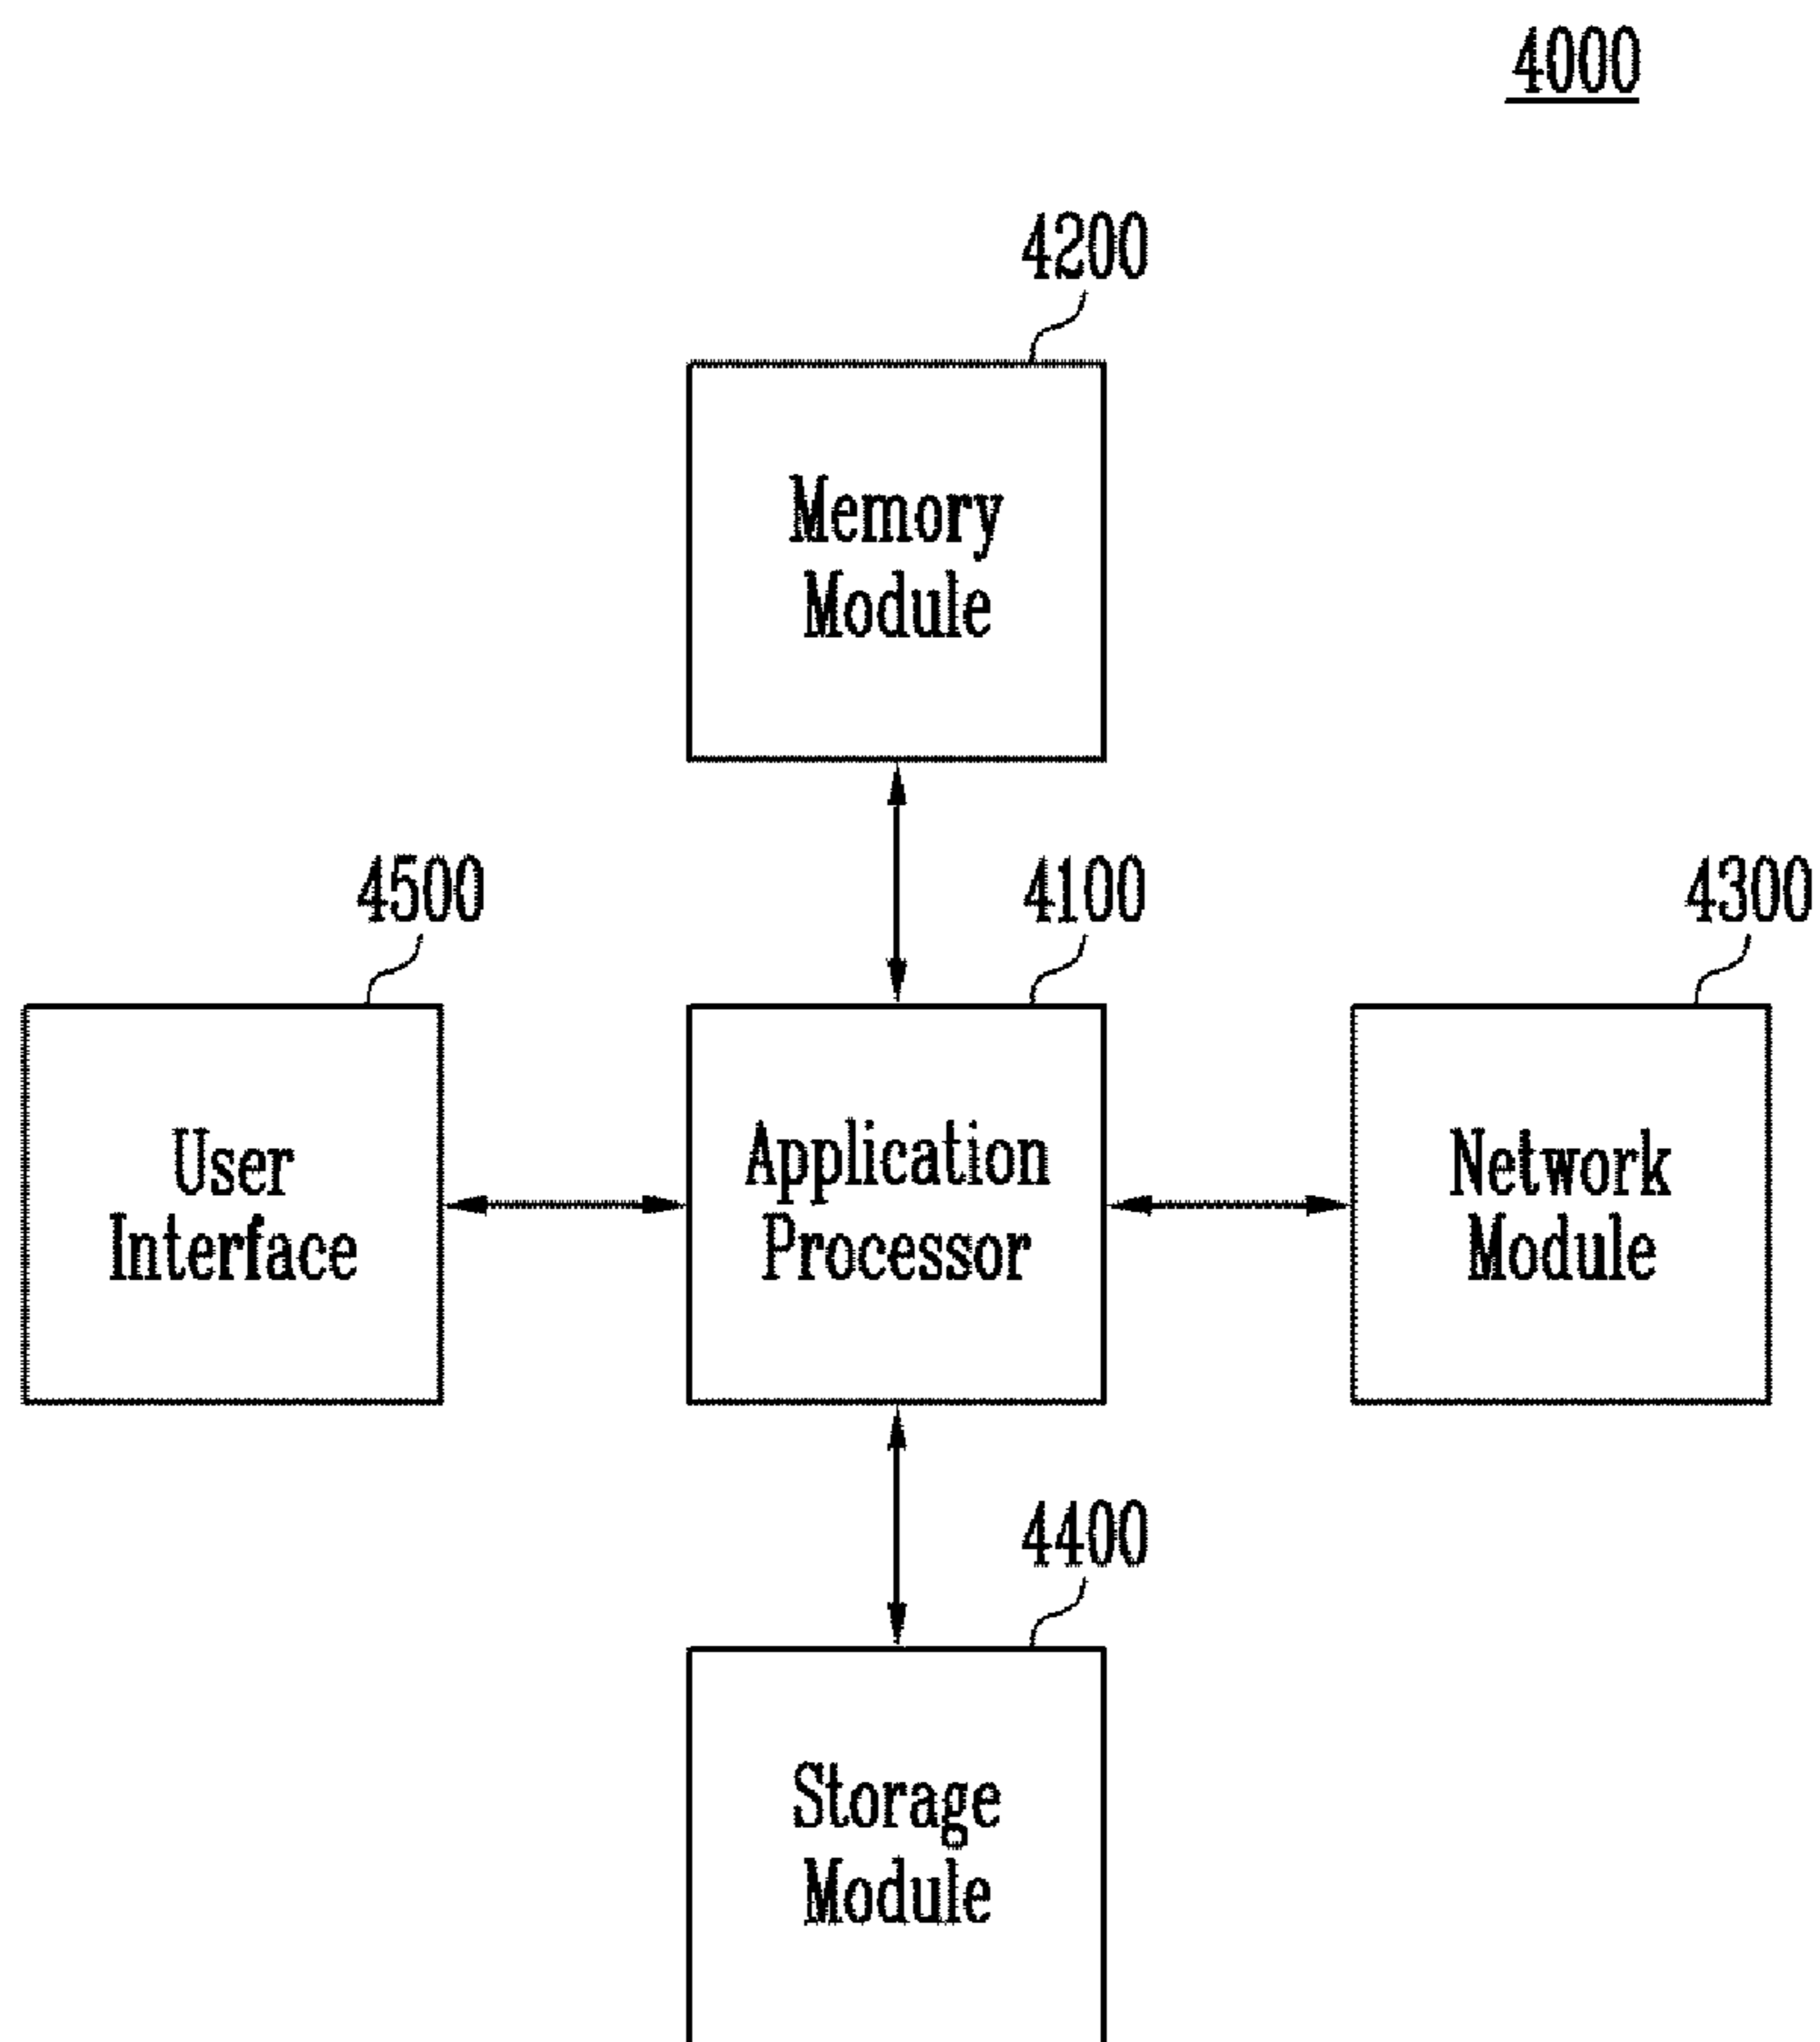 4000
4200
Memory
Module
4500
4100
4300
User
Interface
Application
Processor
Network
Module
4400
Storage
Module